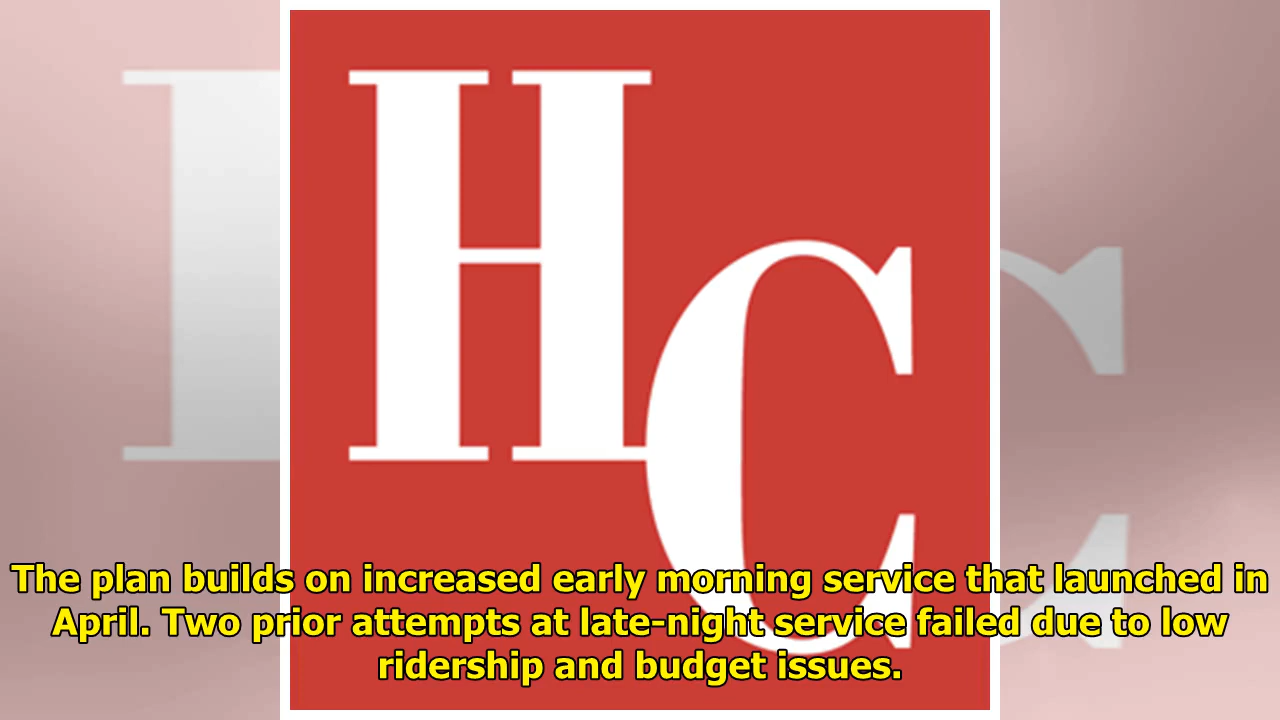 HC
The plan builds on increased early morning service that launched in
April. Two prior attempts at late-night service failed due to low
ridership and budget issues.